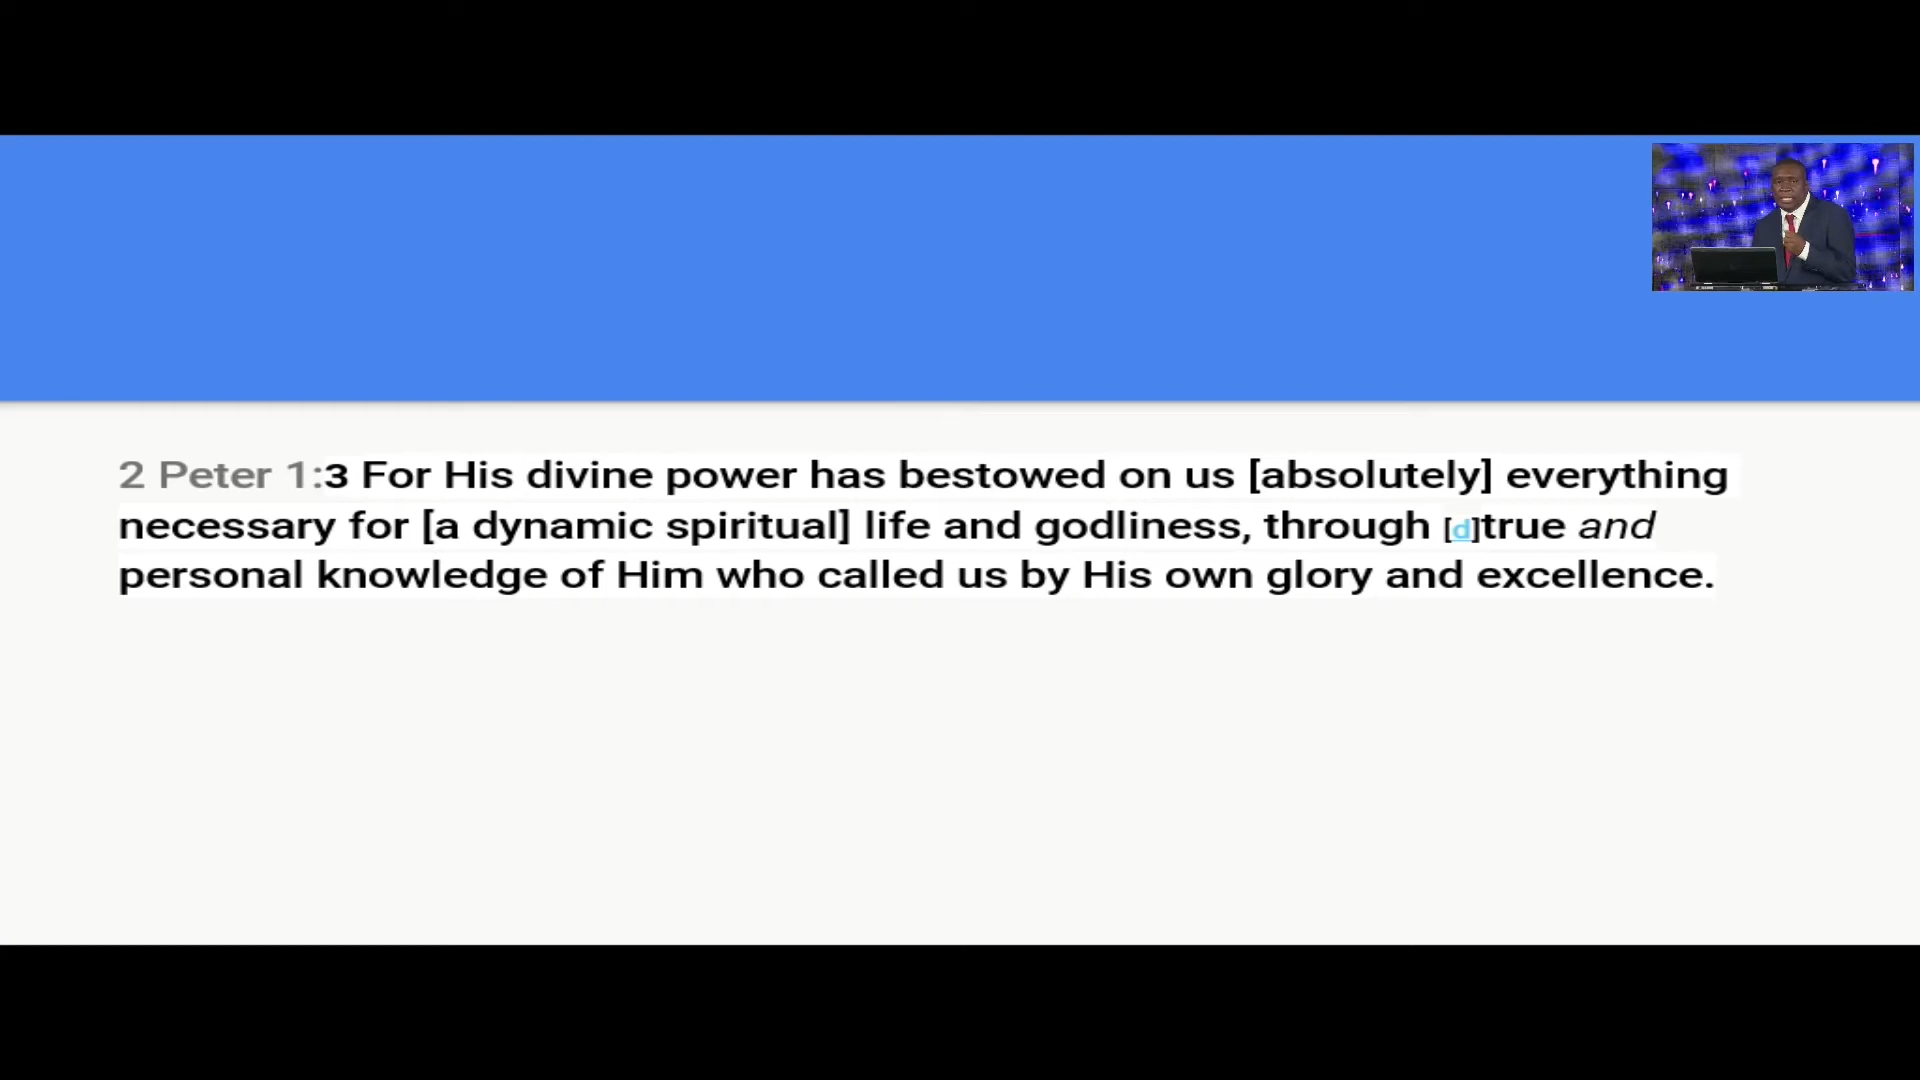 2 Peter 1:3 For His divine power has bestowed on us [absolutely] everything
necessary for [a dynamic spiritual] life and godliness, through [d]true and
personal knowledge of Him who called us by His own glory and excellence.